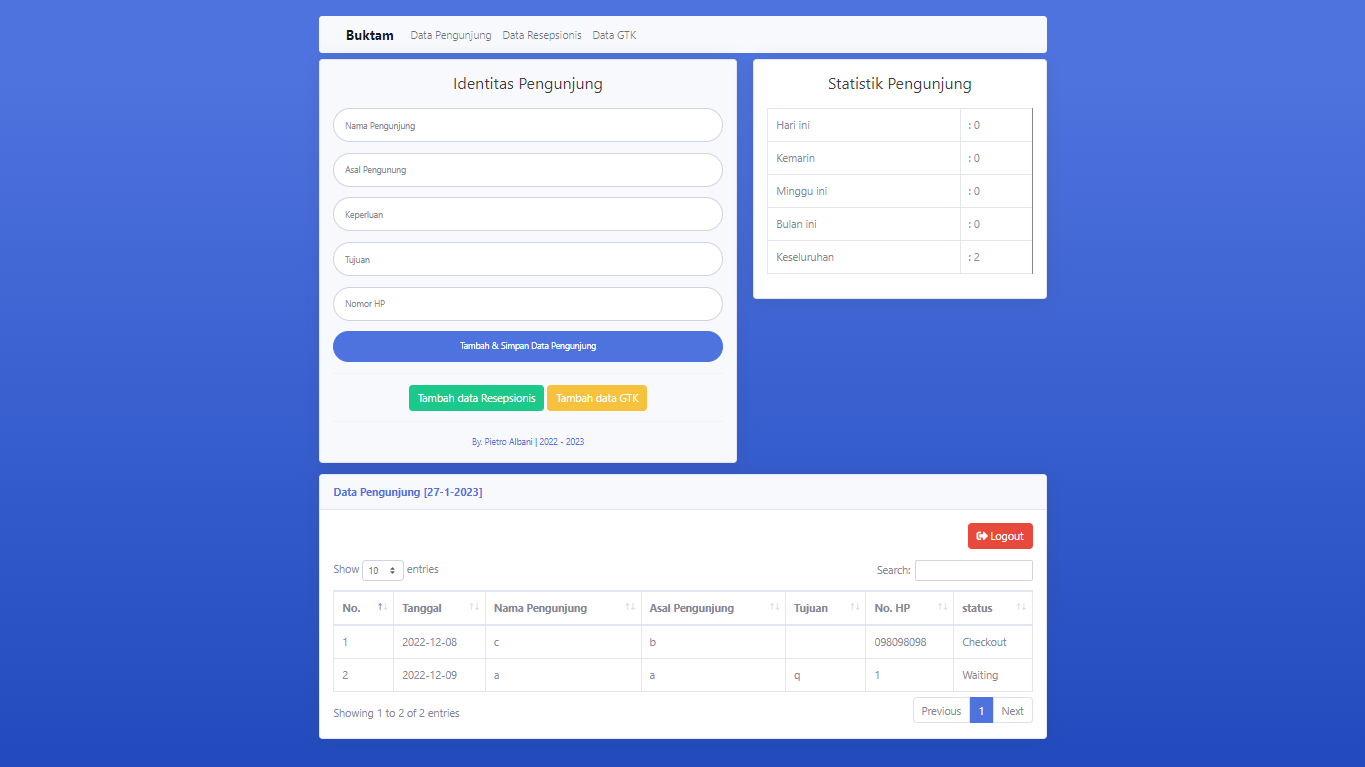 Buktam Data Pengunjung Data Resepsionis Data GTK
Identitas Pengunjung
Nama Pengunjung
Asal Pengunung
Keperluan
Tujuan
Nomor HP
Tambah & Simpan Data Pengunjung
Tambah data Resepsionis Tambah data GTK
By. Pietro Albani | 2022 - 2023
Statistik Pengunjung
Hari ini : 0
Kemarin : 0
Minggu ini : 0
Bulan ini : 0
Keseluruhan : 2
Data Pengunjung [27-1-2023]
Logout
Show 10 entries Search:
No. Tanggal Nama Pengunjung Asal Pengunjung Tujuan No. HP status
1 2022-12-08 c b 098098098 Checkout
2 2022-12-09 a a q 1 Waiting
Showing 1 to 2 of 2 entries Previous 1 Next